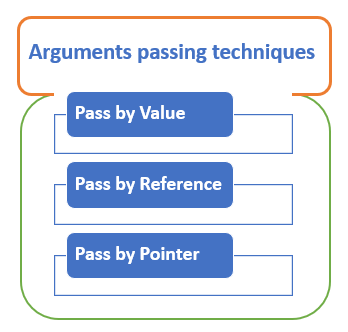 Arguments passing techniques
Pass by Value
Pass by Reference
Pass by Pointer